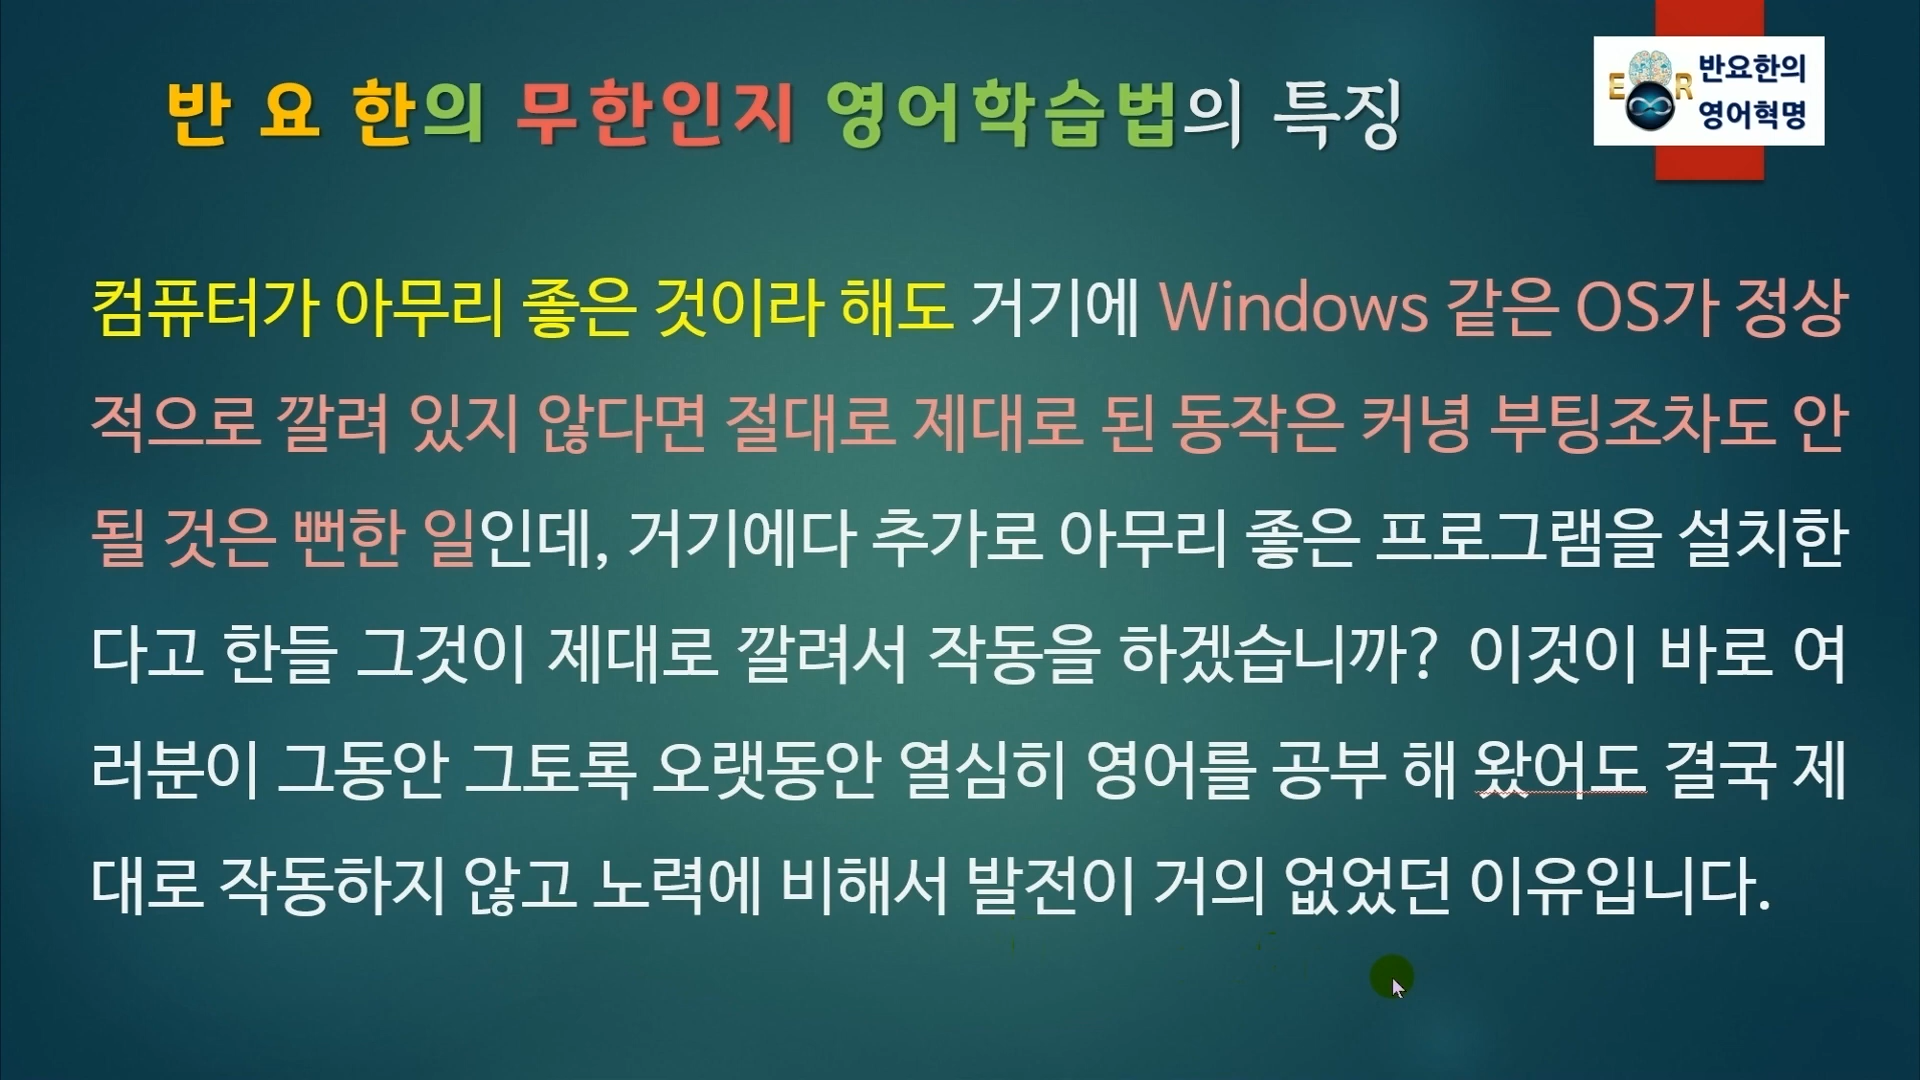 반 요 한의 무한인지 영어학습법의 특징
E R 반요한의
영어혁명
컴퓨터가 아무리 좋은 것이라 해도 거기에 Windows 같은 OS가 정상
적으로 깔려 있지 않다면 절대로 제대로 된 동작은 커녕 부팅조차도 안
될 것은 뻔한 일인데, 거기에다 추가로 아무리 좋은 프로그램을 설치한
다고 한들 그것이 제대로 깔려서 작동을 하겠습니까? 이것이 바로 여
러분이 그동안 그토록 오랫동안 열심히 영어를 공부 해 왔어도 결국 제
대로 작동하지 않고 노력에 비해서 발전이 거의 없었던 이유입니다.